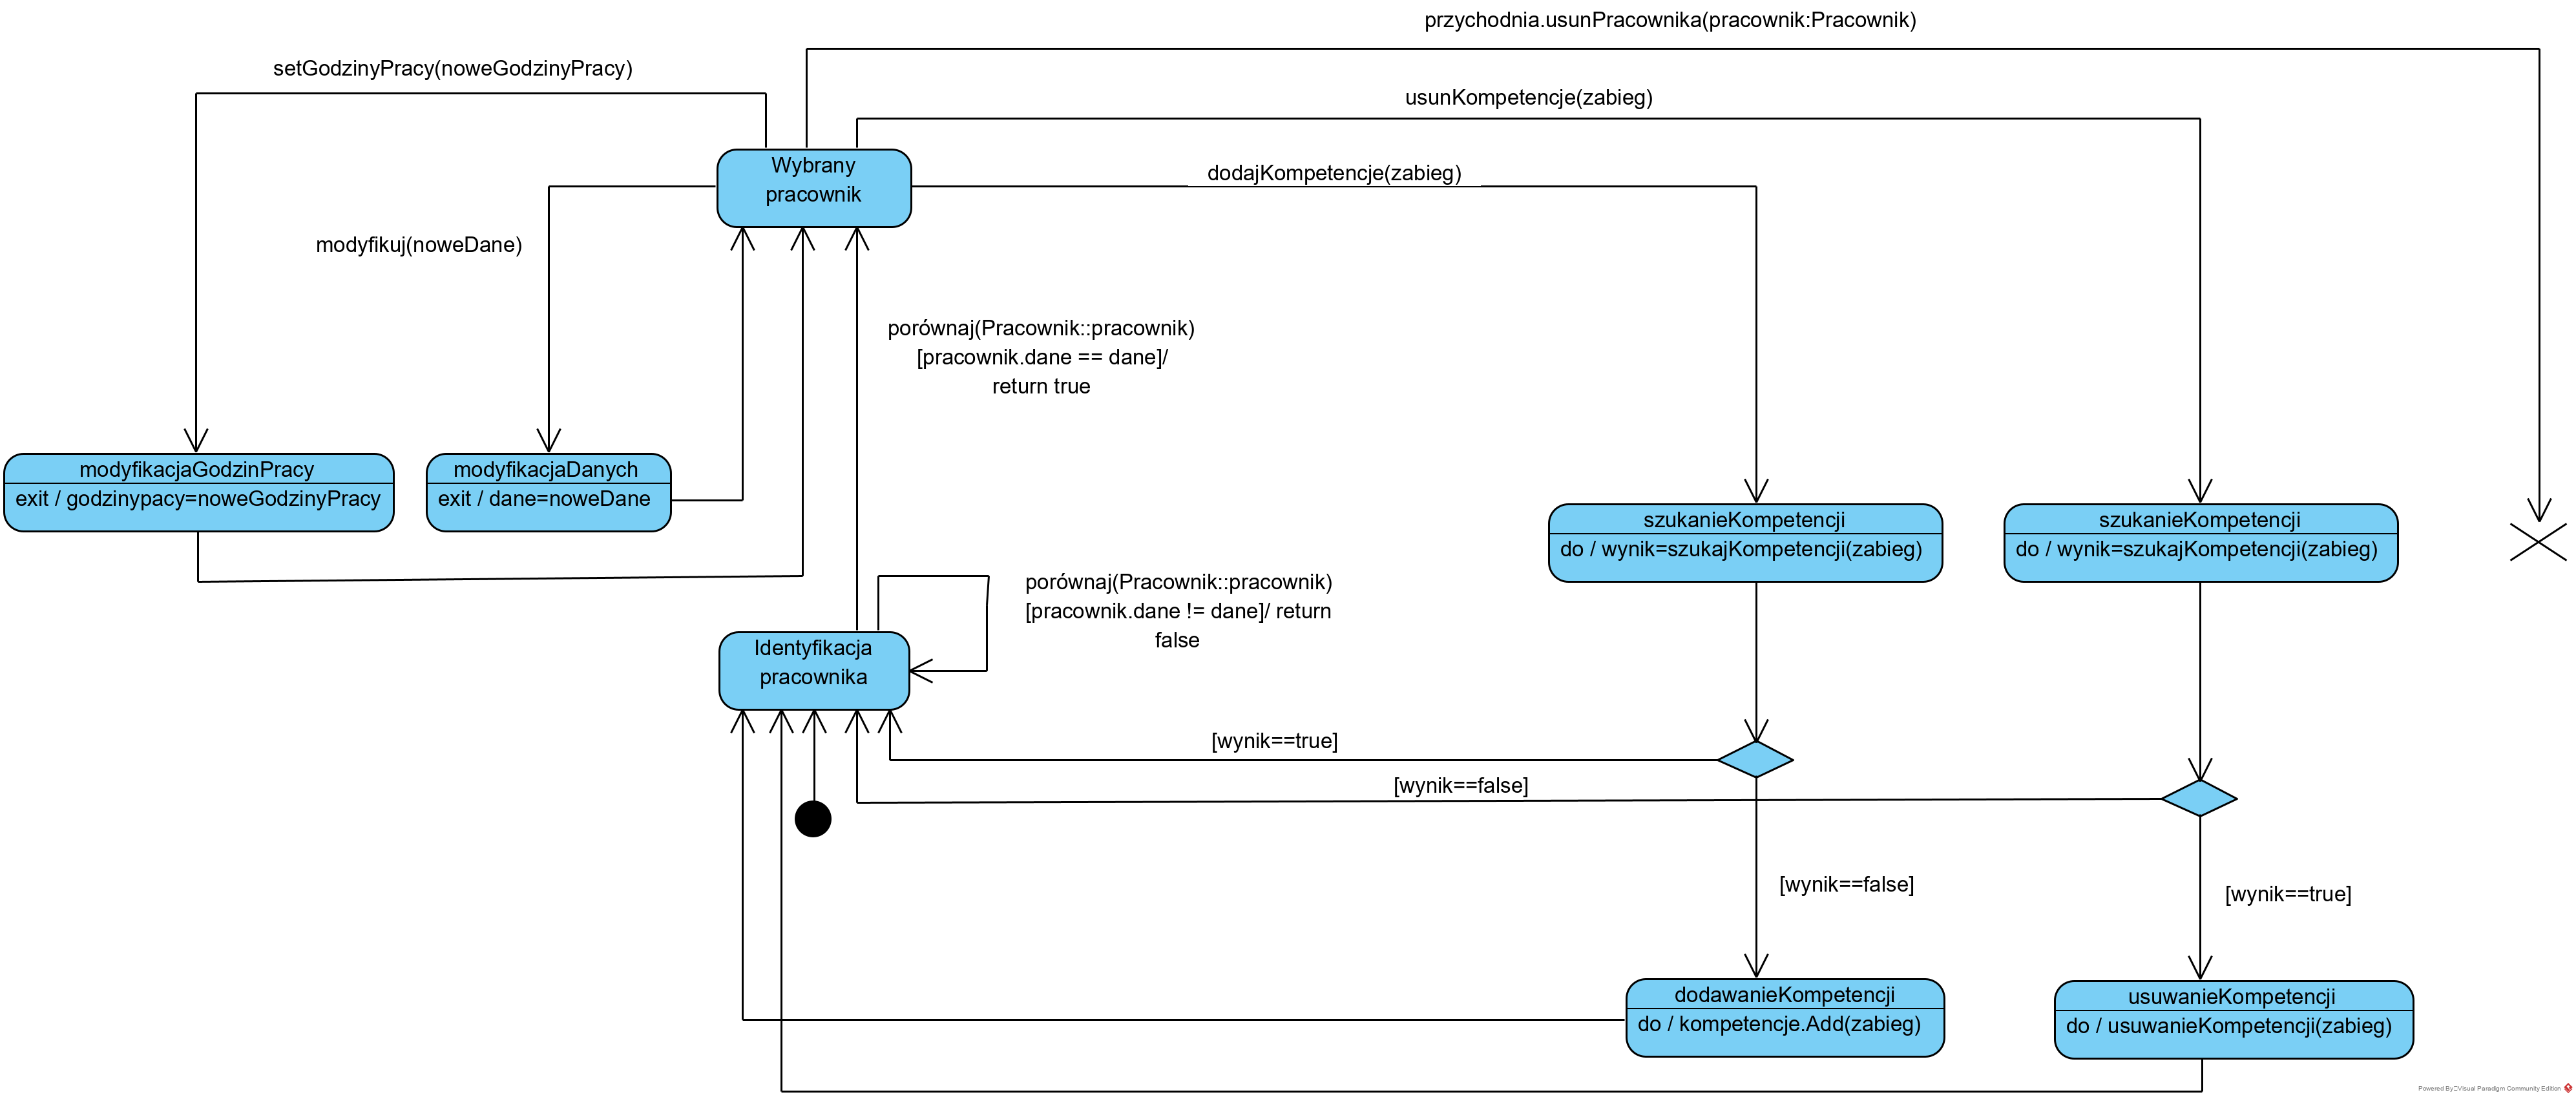 przychodnia.usunPracownika(pracownik:Pracownik)
setGodzinyPracy(noweGodzinyPracy)
usunKompetencje(zabieg)
Wybrany
pracownik
dodajKompetencje(zabieg)
modyfikuj(noweDane)
porównaj(Pracownik::pracownik)
[pracownik.dane == dane]/
return true
modyfikacjaGodzinPracy
exit / godzinypacy=noweGodzinyPracy
modyfikacjaDanych
exit / dane=noweDane
szukanieKompetencji
do / wynik=szukajKompetencji(zabieg)
szukanieKompetencji
do / wynik=szukajKompetencji(zabieg)
porównaj(Pracownik::pracownik)
[pracownik.dane != dane]/ return
false
Identyfikacja
pracownika
[wynik==true]
[wynik==false]
[wynik==false]
[wynik==true]
dodawanieKompetencji
do / kompetencje.Add(zabieg)
usuwanieKompetencji
do / usuwanieKompetencji(zabieg)
Powered By Visual Paradigm Community Edition